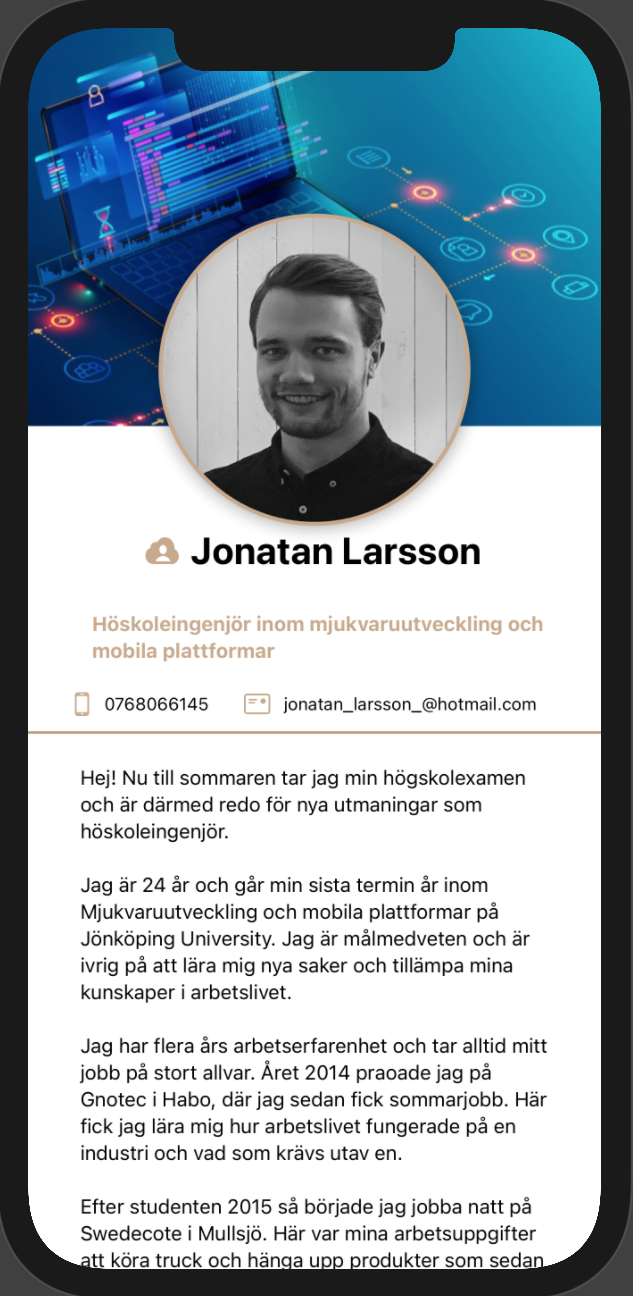 Jonatan Larsson
Höskoleingenjör inom mjukvaruutveckling och
mobila plattformar
0768066145 jonatan_larsson_@hotmail.com
Hej! Nu till sommaren tar jag min högskolexamen
och är därmed redo för nya utmaningar som
höskoleingenjör.
Jag är 24 år och går min sista termin år inom
Mjukvaruutveckling och mobila plattformar på
Jönköping University. Jag är målmedveten och är
ivrig på att lära mig nya saker och tillämpa mina
kunskaper i arbetslivet.
Jag har flera års arbetserfarenhet och tar alltid mitt
jobb på stort allvar. Året 2014 praoade jag på
Gnotec i Habo, där jag sedan fick sommarjobb. Här
fick jag lära mig hur arbetslivet fungerade på en
industri och vad som krävs utav en.
Efter studenten 2015 så började jag jobba natt på
Swedecote i Mullsjö. Här var mina arbetsuppgifter
att köra truck och hänga upp produkter som sedan